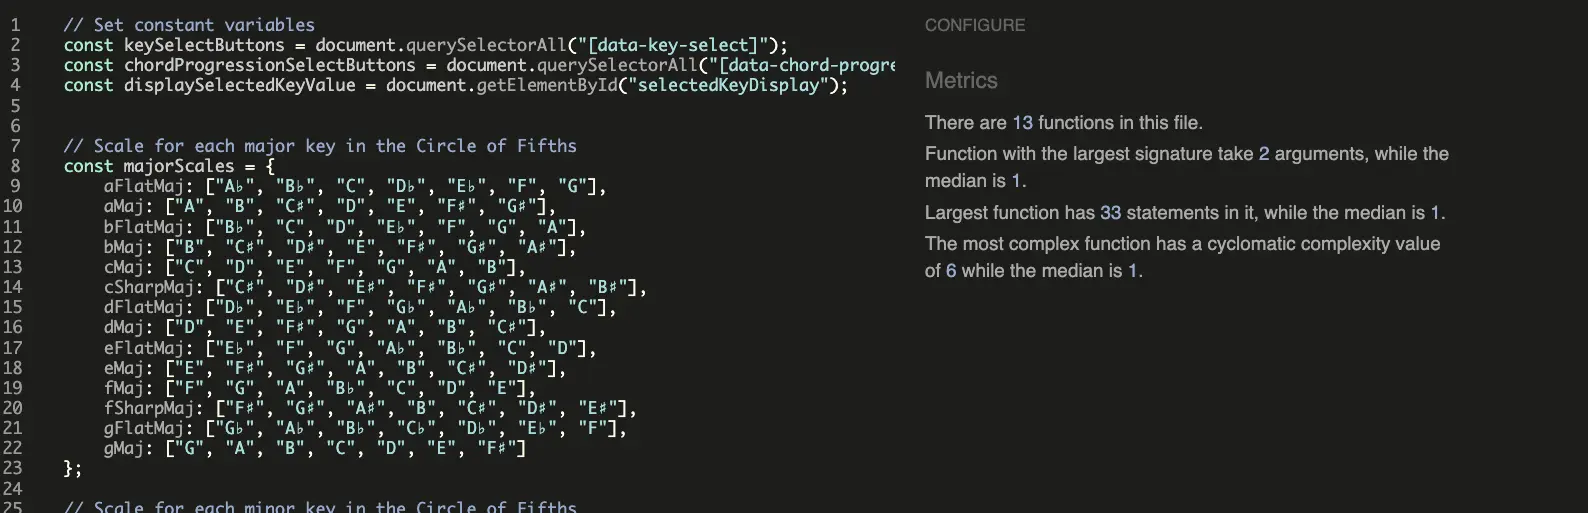 1 // Set constant variables
2 const keySelectButtons = document.querySelectorAll("[data-key-select]");
3 const chordProgressionSelectButtons = document.querySelectorAll("[data-chord-progre
4 const displaySelectedKeyValue = document.getElementById("selectedKeyDisplay");
5
6
7 // Scale for each major key in the Circle of Fifths
8 const majorScales = {
9 aFlatMaj: ["A♭", "B♭", "C", "D♭", "E♭", "F", "G"],
10 aMaj: ["A", "B", "C♯", "D", "E", "F♯", "G♯"],
11 bFlatMaj: ["B♭", "C", "D", "E♭", "F", "G", "A"],
12 bMaj: ["B", "C♯", "D♯", "E", "F♯", "G♯", "A♯"],
13 cMaj: ["C", "D", "E", "F", "G", "A", "B"],
14 cSharpMaj: ["C♯", "D♯", "E♯", "F♯", "G♯", "A♯", "B♯"],
15 dFlatMaj: ["D♭", "E♭", "F", "G♭", "A♭", "B♭", "C"],
16 dMaj: ["D", "E", "F♯", "G", "A", "B", "C♯"],
17 eFlatMaj: ["E♭", "F", "G", "A♭", "B♭", "C", "D"],
18 eMaj: ["E", "F♯", "G♯", "A", "B", "C♯", "D♯"],
19 fMaj: ["F", "G", "A", "B♭", "C", "D", "E"],
20 fSharpMaj: ["F♯", "G♯", "A♯", "B", "C♯", "D♯", "E♯"],
21 gFlatMaj: ["G♭", "A♭", "B♭", "C♭", "D♭", "E♭", "F"],
22 gMaj: ["G", "A", "B", "C", "D", "E", "F♯"]
23 };
24
25 // Scale for each minor key in the Circle of Fifths
CONFIGURE
Metrics
There are 13 functions in this file.
Function with the largest signature take 2 arguments, while the
median is 1.
Largest function has 33 statements in it, while the median is 1.
The most complex function has a cyclomatic complexity value
of 6 while the median is 1.